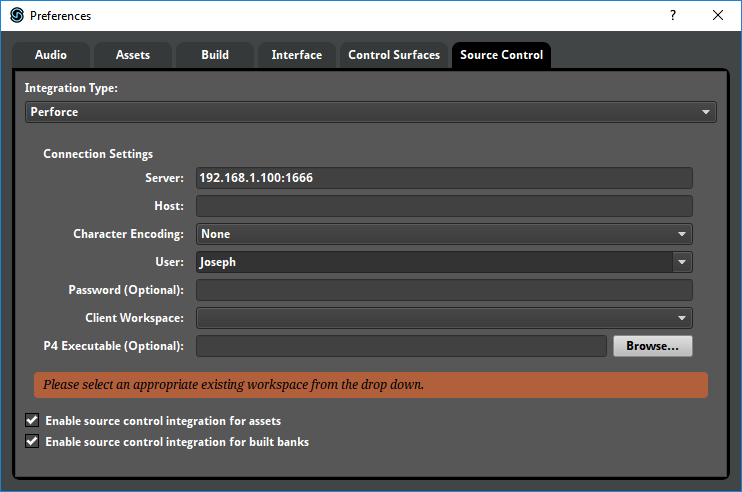 Preferences
?
Audio Assets Build Interface Control Surfaces Source Control
Integration Type:
Perforce
Connection Settings
Server: 192.168.1.100:1666
Host:
Character Encoding: None
User: Joseph
Password (Optional):
Client Workspace:
P4 Executable (Optional): Browse...
Please select an appropriate existing workspace from the drop down.
Enable source control integration for assets
Enable source control integration for built banks